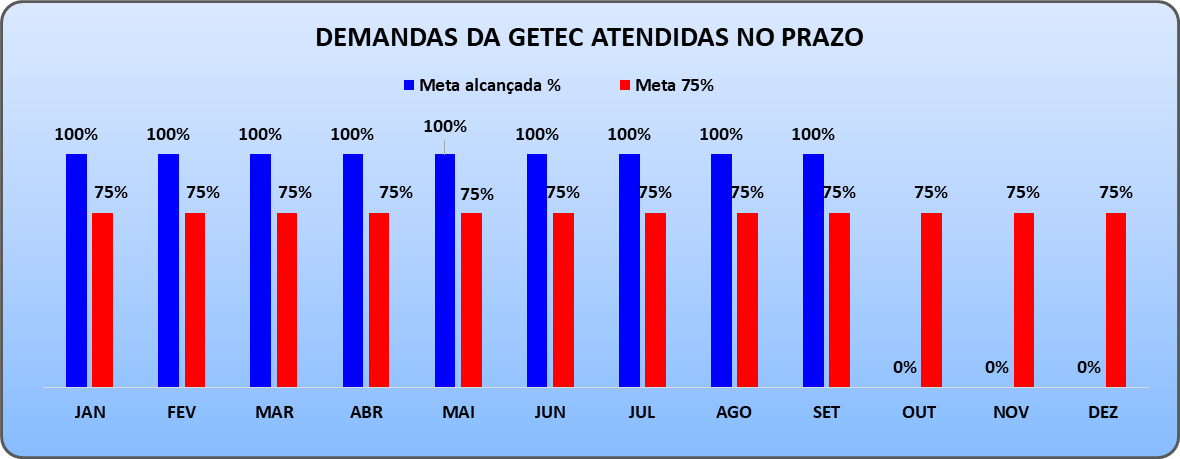 DEMANDAS DA GETEC ATENDIDAS NO PRAZO
Meta alcançada % Meta 75%
100% 100% 100% 100% 100% 100% 100% 100% 100%
75% 75% 75% 75% 75% 75% 75% 75% 75% 75% 75% 75%
0% 0% 0%
JAN FEV MAR ABR MAI JUN JUL AGO SET OUT NOV DEZ